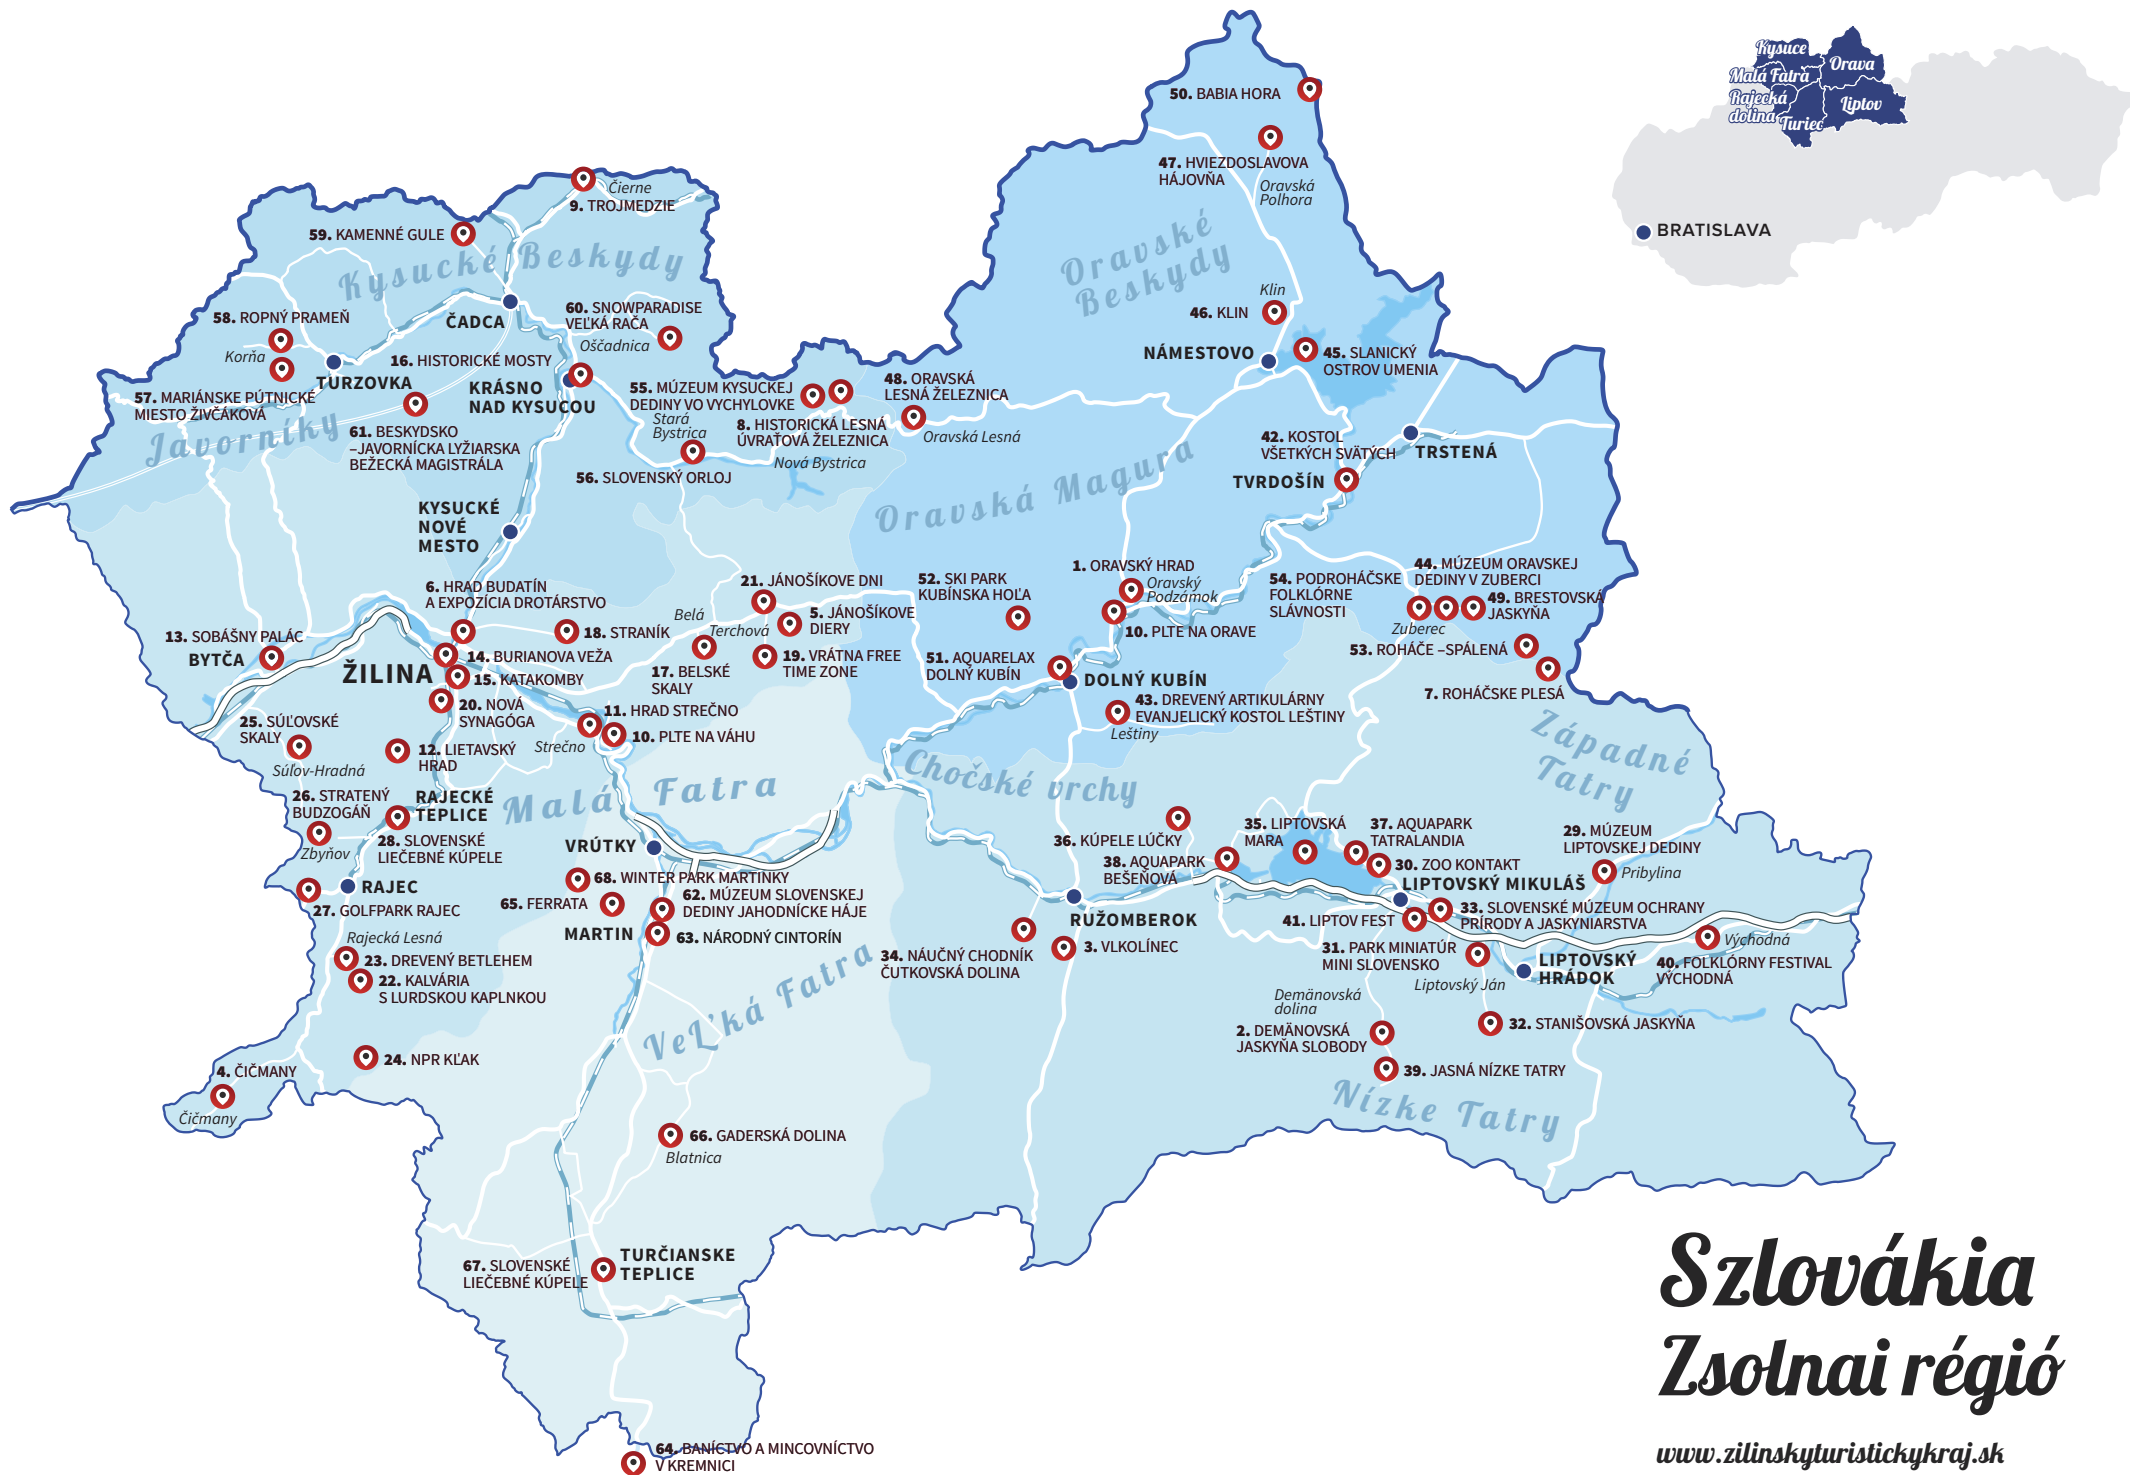 Kysuce
Orava
Malá Fatra
Rajecká
dolina
Liptov
Turiec
BRATISLAVA
50. BABIA HORA
47. HVIEZDOSLAVOVA
HÁJOVŇA
Oravská
Polhora
Čierne
9. TROJMEDZIE
59. KAMENNÉ GULE
Kysucké Beskydy
Oravské
Beskydy
Klin
46. KLIN
58. ROPNÝ PRAMEŇ
Korňa
ČADCA
60. SNOWPARADISE
VEĽKÁ RAČA
Oščadnica
NÁMESTOVO
45. SLANICKÝ
OSTROV UMENIA
16. HISTORICKÉ MOSTY
TURZOVKA
KRÁSNO
NAD KYSUCOU
57. MARIÁNSKE PÚTNICKÉ
MIESTO ŽIVČÁKOVÁ
55. MÚZEUM KYSUCKEJ
DEDINY VO VYCHYLOVKE
48. ORAVSKÁ
LESNÁ ŽELEZNICA
Stará
Bystrica
8. HISTORICKÁ LESNÁ
ÚVRAŤOVÁ ŽELEZNICA
Oravská Lesná
Javorníky
61. BESKYDSKO
–JAVORNÍCKA LYŽIARSKA
BEŽECKÁ MAGISTRÁLA
Nová Bystrica
56. SLOVENSKÝ ORLOJ
42. KOSTOL
VŠETKÝCH SVÄTÝCH
TRSTENÁ
TVRDOŠÍN
Oravská Magura
KYSUCKÉ
NOVÉ
MESTO
6. HRAD BUDATÍN
A EXPOZÍCIA DROTÁRSTVO
21. JÁNOŠÍKOVE DNI
52. SKI PARK
KUBÍNSKA HOĽA
1. ORAVSKÝ HRAD
Oravský
Podzámok
54. PODROHÁČSKE
FOLKLÓRNE
SLÁVNOSTI
44. MÚZEUM ORAVSKEJ
DEDINY V ZUBERCI
49. BRESTOVSKÁ
JASKYŇA
Zuberec
Belá
Terchová
5. JÁNOŠÍKOVE
DIERY
10. PLTE NA ORAVE
13. SOBÁŠNY PALÁC
BYTČA
18. STRANÍK
53. ROHÁČE –SPÁLENÁ
ŽILINA
14. BURIANOVA VEŽA
15. KATAKOMBY
17. BELSKÉ
SKALY
19. VRÁTNA FREE
TIME ZONE
51. AQUARELAX
DOLNÝ KUBÍN
DOLNÝ KUBÍN
7. ROHÁČSKE PLESÁ
20. NOVÁ
SYNAGÓGA
11. HRAD STREČNO
10. PLTE NA VÁHU
Strečno
43. DREVENÝ ARTIKULÁRNY
EVANJELICKÝ KOSTOL LEŠTINY
Leštiny
25. SÚĽOVSKÉ
SKALY
Súľov-Hradná
12. LIETAVSKÝ
HRAD
Západné
Tatry
Chočské vrchy
Malá Fatra
26. STRATENÝ
BUDZOGÁŇ
Zbyňov
RAJECKÉ
TEPLICE
28. SLOVENSKÉ
LIEČEBNÉ KÚPELE
VRÚTKY
36. KÚPELE LÚČKY
35. LIPTOVSKÁ
MARA
37. AQUAPARK
TATRALANDIA
29. MÚZEUM
LIPTOVSKEJ DEDINY
Pribylina
38. AQUAPARK
BEŠEŇOVÁ
30. ZOO KONTAKT
LIPTOVSKÝ MIKULÁŠ
RAJEC
27. GOLFPARK RAJEC
68. WINTER PARK MARTINKY
65. FERRATA
62. MÚZEUM SLOVENSKEJ
DEDINY JAHODNÍCKE HÁJE
MARTIN
63. NÁRODNÝ CINTORÍN
RUŽOMBEROK
41. LIPTOV FEST
33. SLOVENSKÉ MÚZEUM OCHRANY
PRÍRODY A JASKYNIARSTVA
Východná
Rajecká Lesná
23. DREVENÝ BETLEHEM
22. KALVÁRIA
S LURDSKOU KAPLNKOU
34. NÁUČNÝ CHODNÍK
ČUTKOVSKÁ DOLINA
3. VLKOLÍNEC
31. PARK MINIATÚR
MINI SLOVENSKO
Liptovský Ján
LIPTOVSKÝ
HRÁDOK
40. FOLKLÓRNY FESTIVAL
VÝCHODNÁ
Veľká Fatra
Demänovská
dolina
2. DEMÄNOVSKÁ
JASKYŇA SLOBODY
32. STANIŠOVSKÁ JASKYŇA
24. NPR KĽAK
39. JASNÁ NÍZKE TATRY
Nízke Tatry
4. ČIČMANY
Čičmany
66. GADERSKÁ DOLINA
Blatnica
67. SLOVENSKÉ
LIEČEBNÉ KÚPELE
TURČIANSKE
TEPLICE
64. BANÍCTVO A MINCOVNÍCTVO
V KREMNICI
Szlovákia
Zsolnai régió
www.zilinskyturistickykraj.sk